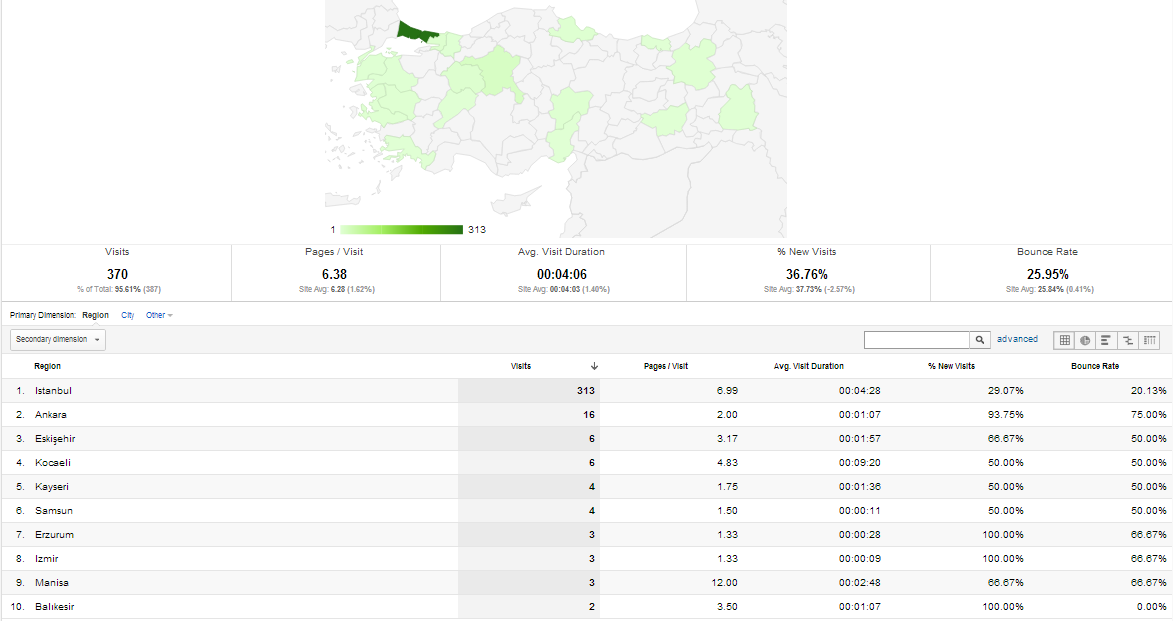 1 313
Visits Pages / Visit Avg. Visit Duration % New Visits Bounce Rate
370 6.38 00:04:06 36.76% 25.95%
% of Total: 95.61% (387) Site Avg: 6.28 (1.62%) Site Avg: 00:04:03 (1.40%) Site Avg: 37.73% (-2.57%) Site Avg: 25.84% (0.41%)
Primary Dimension: Region City Other
Secondary dimension advanced
Region Visits Pages / Visit Avg. Visit Duration % New Visits Bounce Rate
1. Istanbul 313 6.99 00:04:28 29.07% 20.13%
2. Ankara 16 2.00 00:01:07 93.75% 75.00%
3. Eskişehir 6 3.17 00:01:57 66.67% 50.00%
4. Kocaeli 6 4.83 00:09:20 50.00% 50.00%
5. Kayseri 4 1.75 00:01:36 50.00% 50.00%
6. Samsun 4 1.50 00:00:11 50.00% 50.00%
7. Erzurum 3 1.33 00:00:28 100.00% 66.67%
8. Izmir 3 1.33 00:00:09 100.00% 66.67%
9. Manisa 3 12.00 00:02:48 66.67% 66.67%
10. Balıkesir 2 3.50 00:01:07 100.00% 0.00%